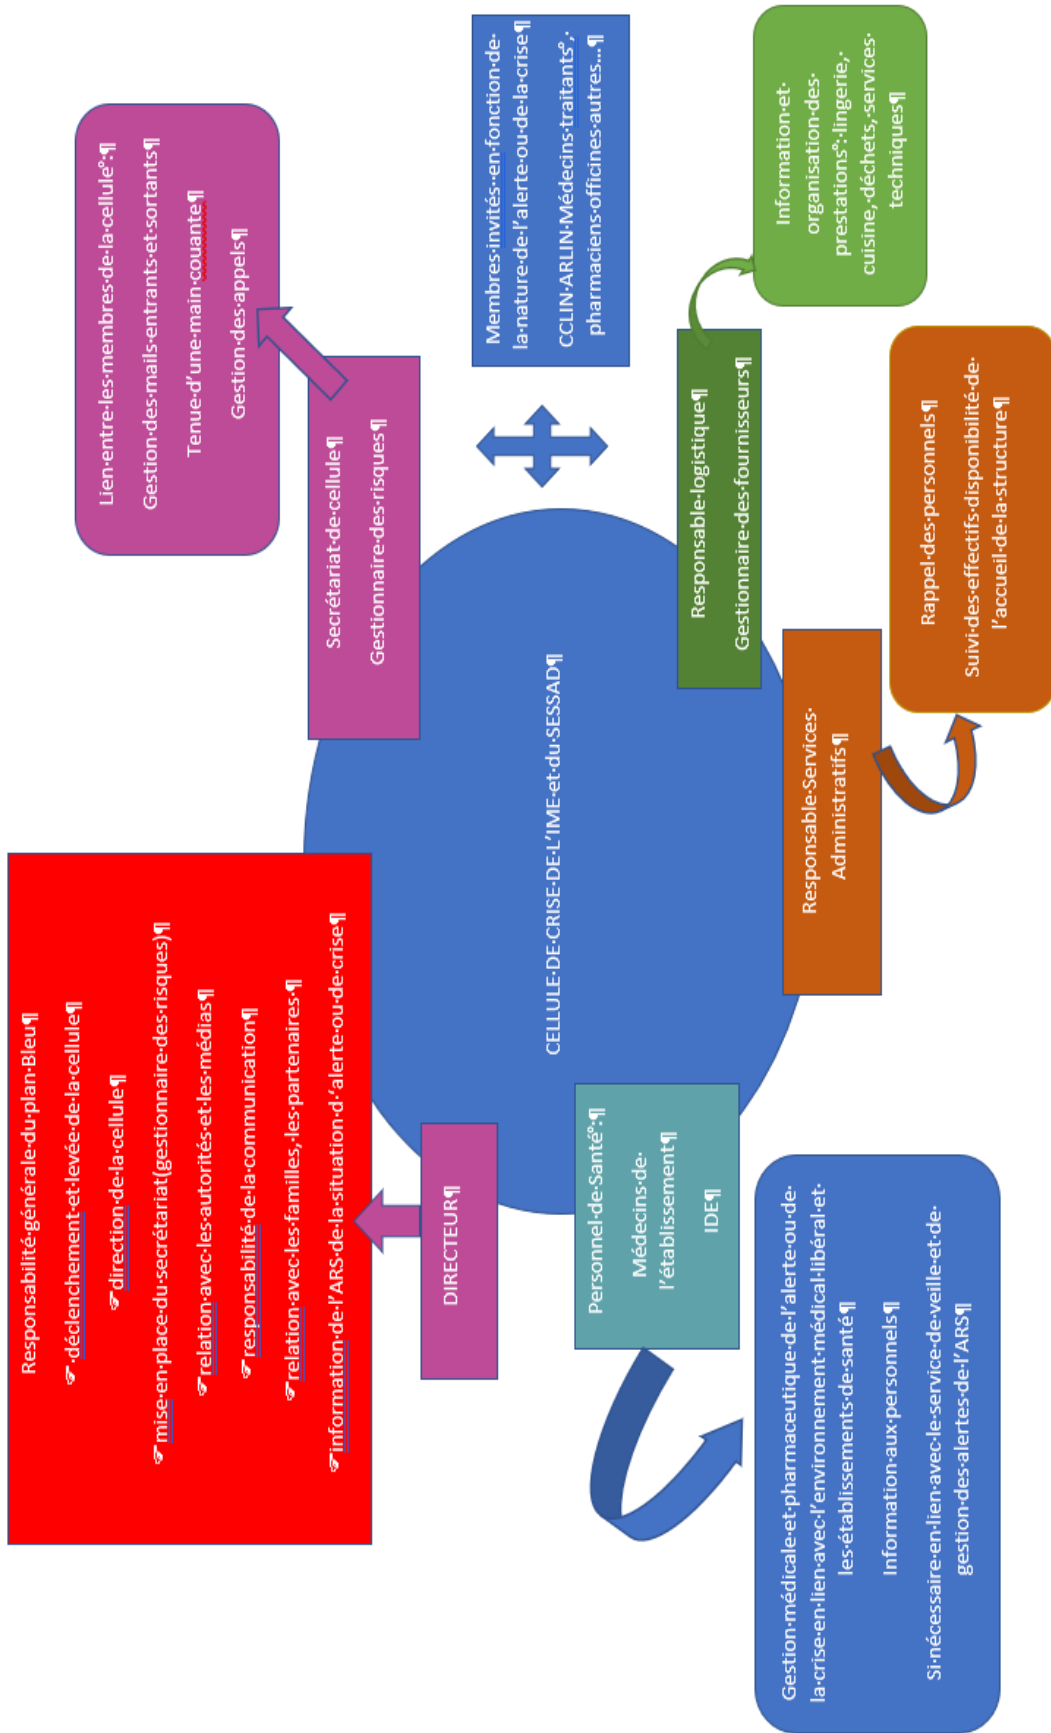 Responsabilité générale du plan Bleu¶
☞ déclenchement et levée de la cellule¶
☞direction de la cellule¶
☞mise en place du secrétariat(gestionnaire des risques)¶
☞relation avec les autorités et les médias¶
☞responsabilité de la communication¶
☞relation avec les familles, les partenaires ¶
☞information de l'ARS de la situation d 'alerte ou de crise¶
DIRECTEUR¶
Lien entre les membres de la cellule°:¶
Gestion des mails entrants et sortants¶
Tenue d'une main couante¶
Gestion des appels¶
Secrétariat de cellule¶
Gestionnaire des risques¶
Membres invités en fonction de
la nature de l'alerte ou de la crise¶
CCLIN ARLIN Médecins traitants°,
pharmaciens officines autres...¶
CELLULE DE CRISE DE L'IME et du SESSAD¶
Personnel de Santé°:¶
Médecins de
l'établissement¶
IDE¶
Responsable logistique¶
Gestionnaire des fournisseurs¶
Information et
organisation des
prestations°: lingerie,
cuisine, déchets, services
techniques¶
Responsable Services
Administratifs¶
Rappel des personnels¶
Suivi des effectifs disponibilité de
l'accueil de la structure¶
Gestion médicale et pharmaceutique de l'alerte ou de
la crise en lien avec l'environnement médical libéral et
les établissements de santé¶
Information aux personnels¶
Si nécessaire en lien avec le service de veille et de
gestion des alertes de l'ARS¶